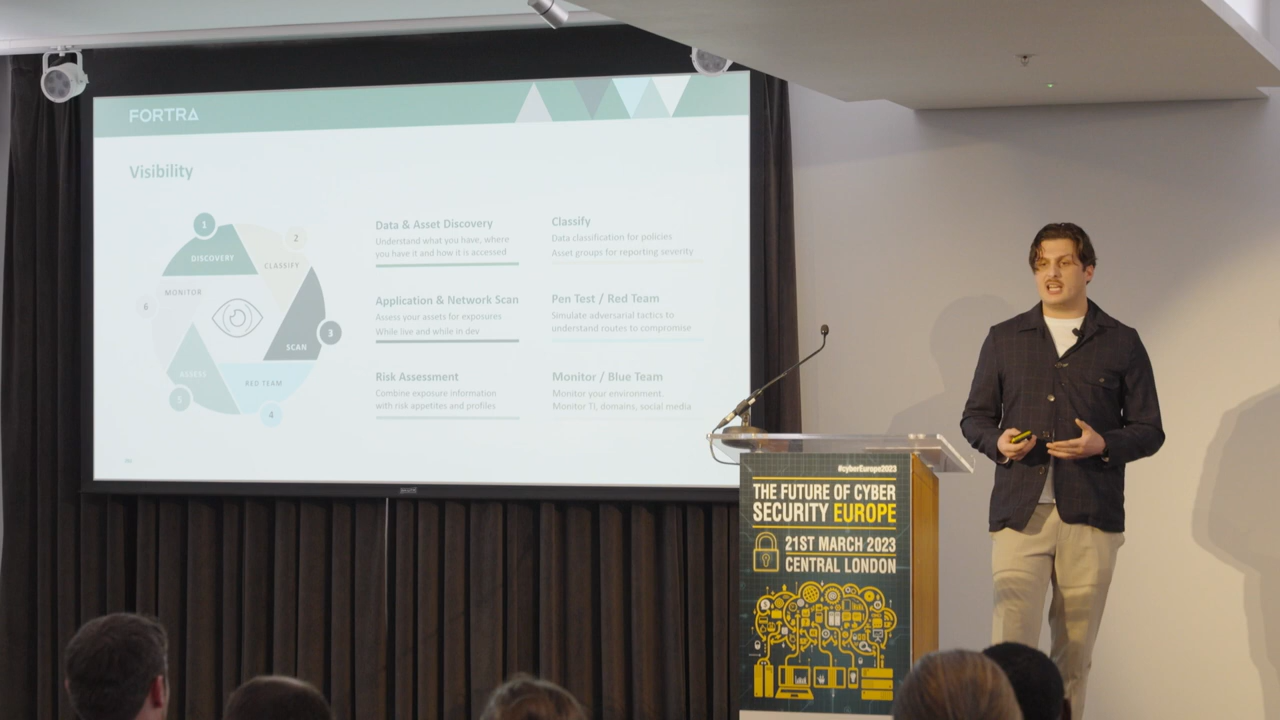 FORTRA
Visibility
1
DISCOVERY
2
CLASSIFY
MONITOR
6
3
SCAN
ASSESS
5
RED TEAM
4
Data & Asset Discovery
Understand what you have, where
you have it and how it is accessed
Classify
Data classification for policies
Asset groups for reporting severity
Application & Network Scan
Assess your assets for exposures
While live and while in dev
Pen Test / Red Team
Simulate adversarial tactics to
understand routes to compromise
Risk Assessment
Combine exposure information
with risk appetites and profiles
Monitor / Blue Team
Monitor your environment.
Monitor TI, domains, social media
#cyberEurope2023
THE FUTURE OF CYBER
SECURITY EUROPE
21ST MARCH 2023
CENTRAL LONDON